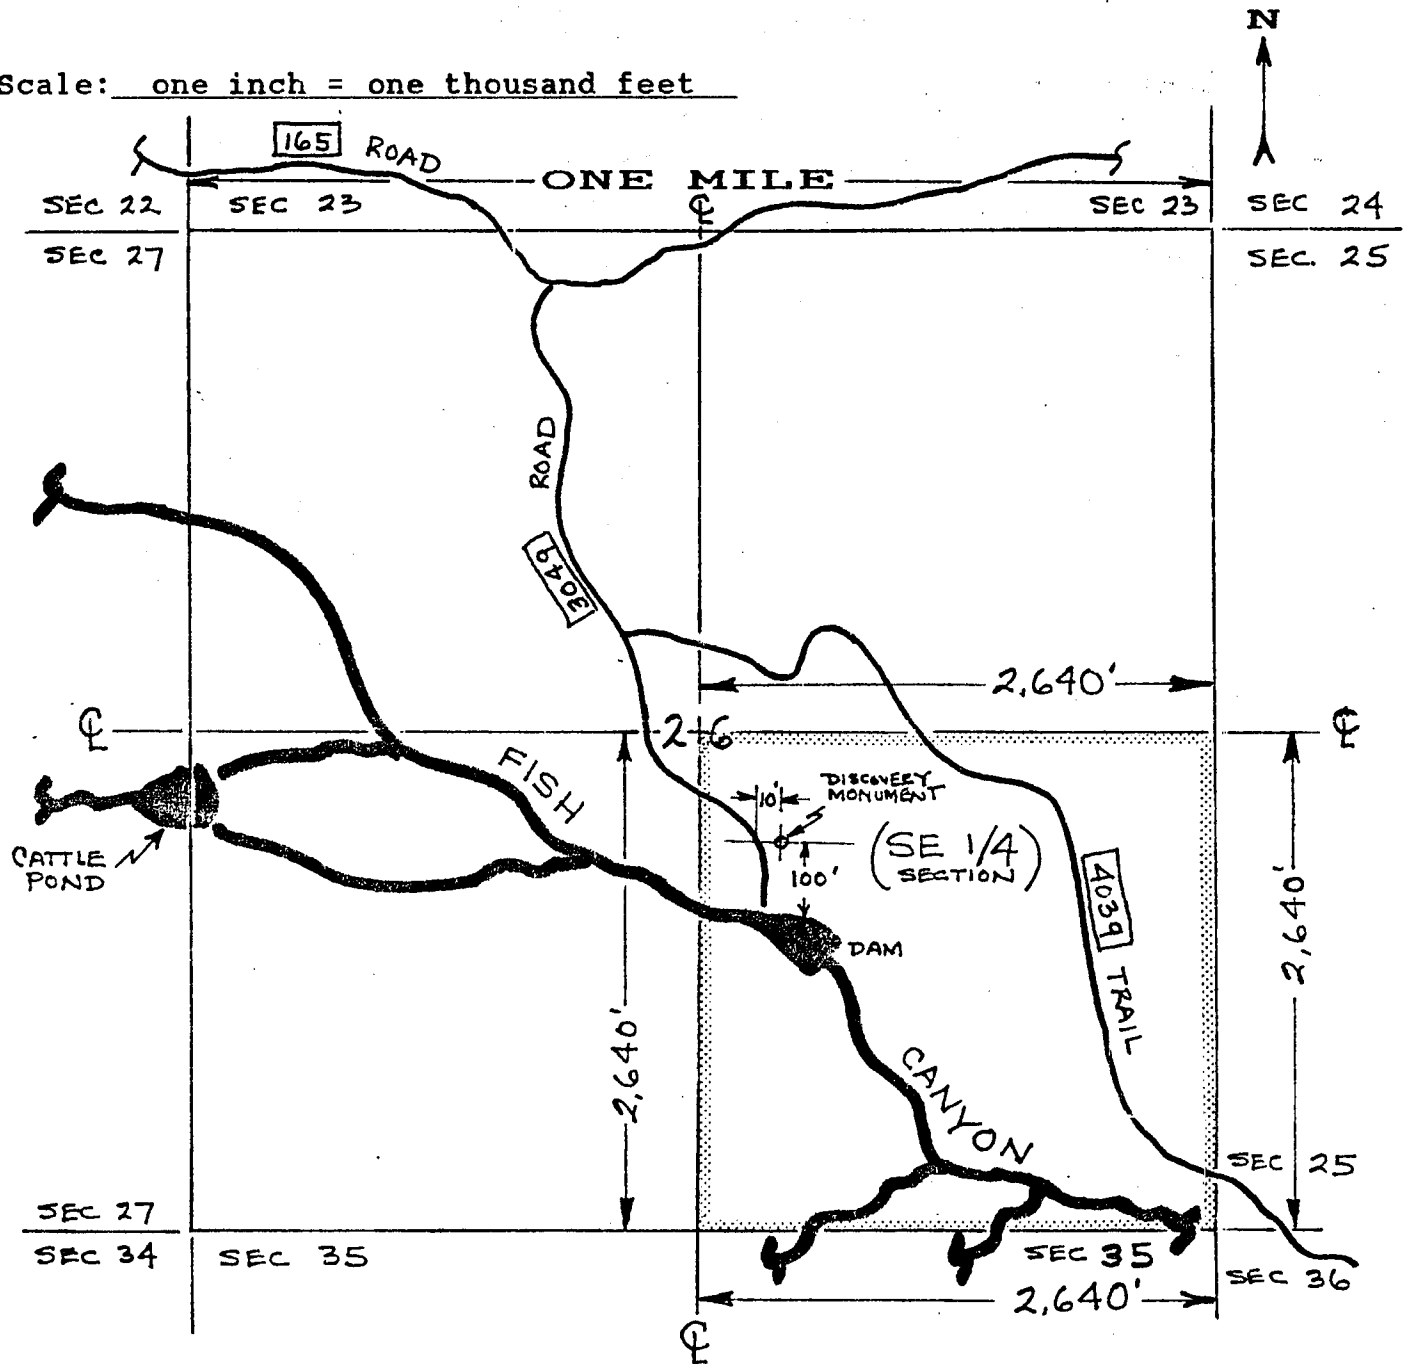 N
Scale: one inch = one thousand feet
165 ROAD
ONE MILE
SEC 22
SEC 23
℄
SEC 23
SEC 24
SEC 27
SEC. 25
ROAD
3049
2,640'
℄
26
℄
FISH
DISCOVERY
MONUMENT
10'
CATTLE
POND
(SE 1/4)
SECTION
100'
4039 TRAIL
DAM
2,640'
2,640'
CANYON
SEC 25
SEC 27
SEC 34
SEC 35
SEC 35
SEC 36
2,640'
℄